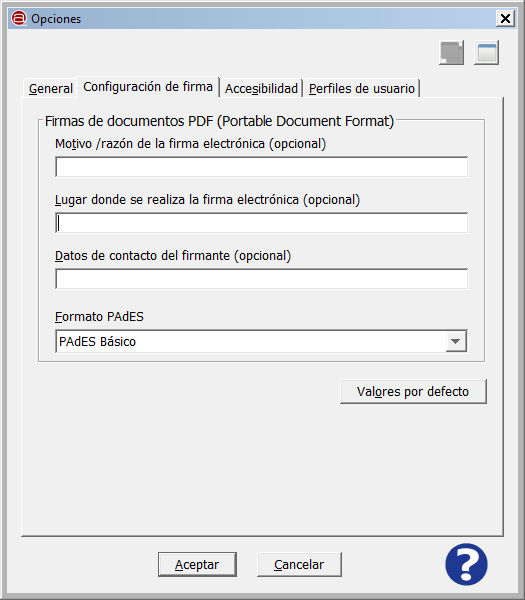 Opciones
General Configuración de firma Accesibilidad Perfiles de usuario
Firmas de documentos PDF (Portable Document Format)
Motivo /razón de la firma electrónica (opcional)
Lugar donde se realiza la firma electrónica (opcional)
Datos de contacto del firmante (opcional)
Formato PAdES
PAdES Básico
Valores por defecto
Aceptar Cancelar ?